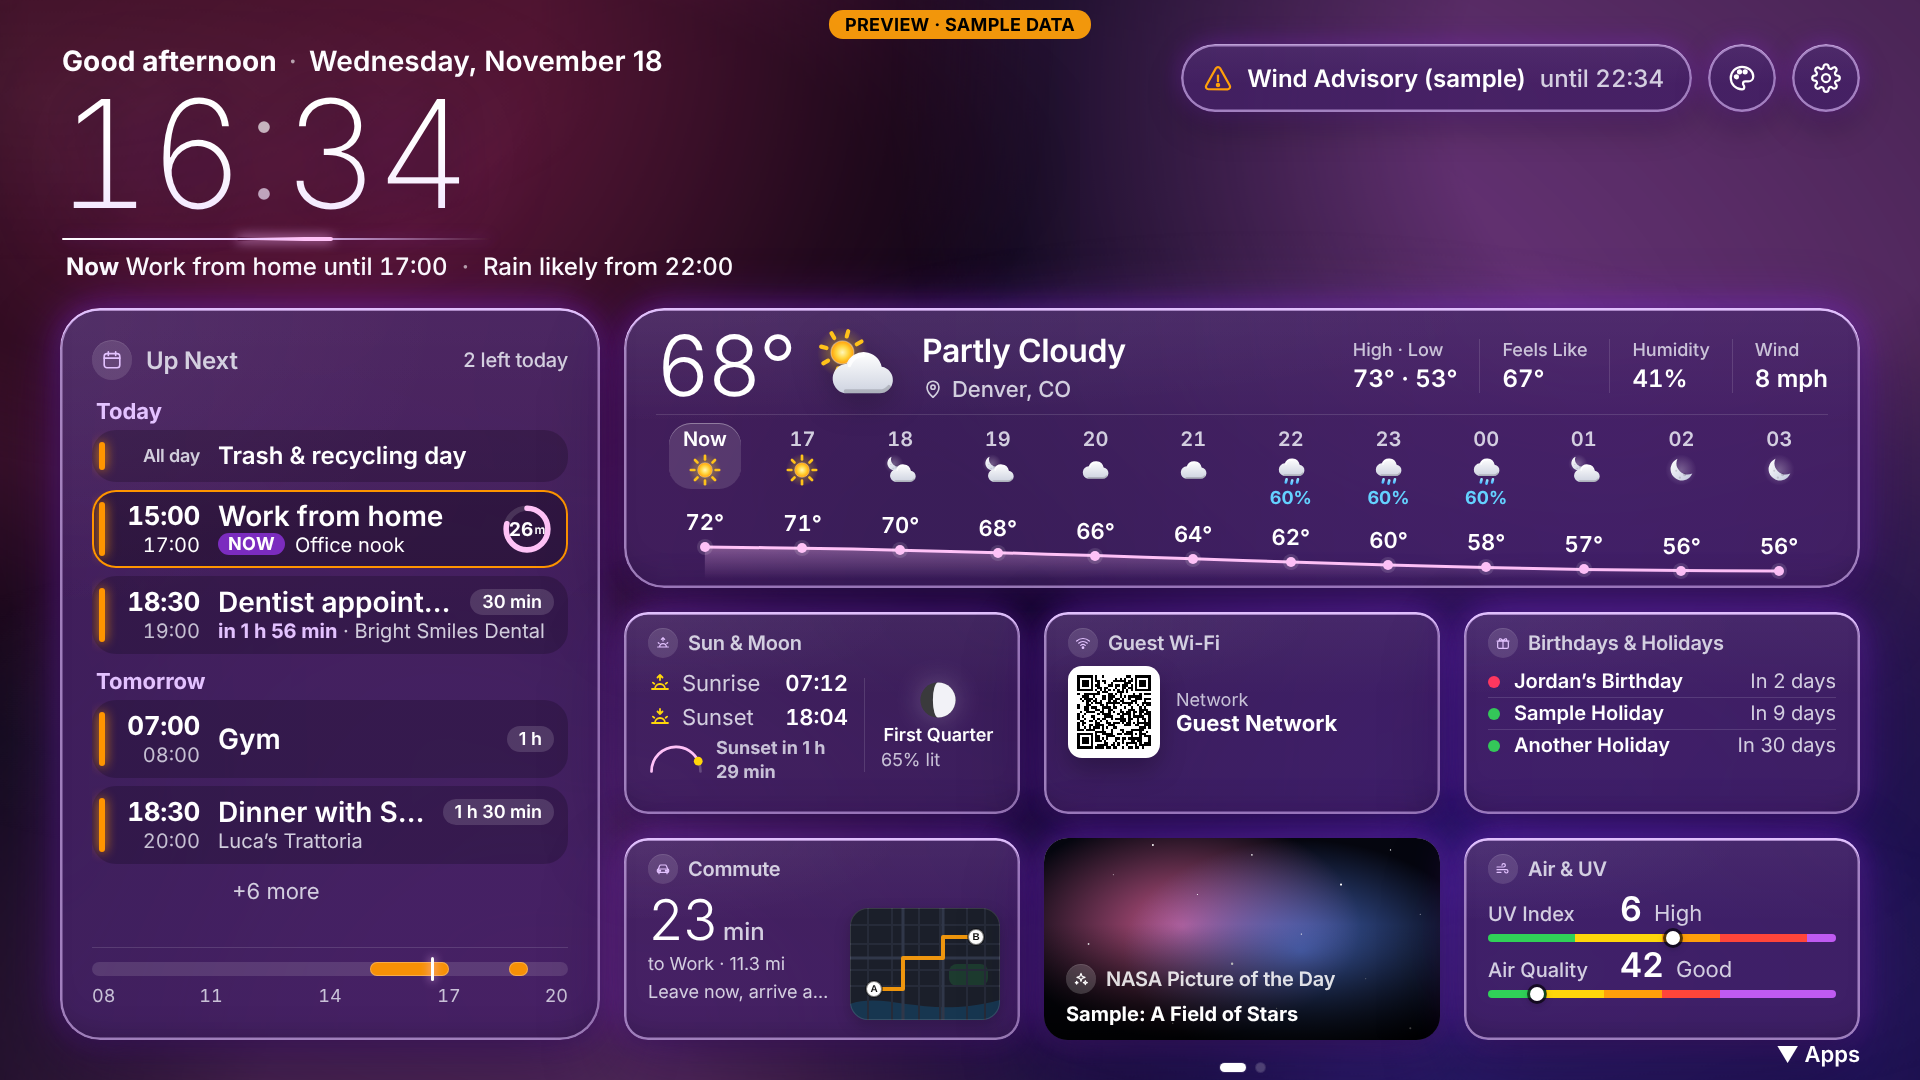 PREVIEW · SAMPLE DATA
Good afternoon · Wednesday, November 18
16:34
Now Work from home until 17:00 · Rain likely from 22:00
Wind Advisory (sample) until 22:34
Up Next
2 left today
Today
All day Trash & recycling day
15:00 Work from home
17:00 NOW Office nook
26m
18:30 Dentist appoint... 30 min
19:00 in 1 h 56 min · Bright Smiles Dental
Tomorrow
07:00
08:00
Gym
1 h
18:30 Dinner with S... 1 h 30 min
20:00 Luca's Trattoria
+6 more
08 11 14 17 20
68°
Partly Cloudy
Denver, CO
High · Low
73° · 53°
Feels Like
67°
Humidity
41%
Wind
8 mph
Now 17 18 19 20 21 22 23 00 01 02 03
60% 60% 60%
72° 71° 70° 68° 66° 64° 62° 60° 58° 57° 56° 56°
Sun & Moon
Sunrise 07:12
Sunset 18:04
Sunset in 1 h
29 min
First Quarter
65% lit
Guest Wi-Fi
Network
Guest Network
Birthdays & Holidays
Jordan's Birthday In 2 days
Sample Holiday In 9 days
Another Holiday In 30 days
Commute
23 min
to Work · 11.3 mi
Leave now, arrive a...
A
B
NASA Picture of the Day
Sample: A Field of Stars
Air & UV
UV Index 6 High
Air Quality 42 Good
▼ Apps